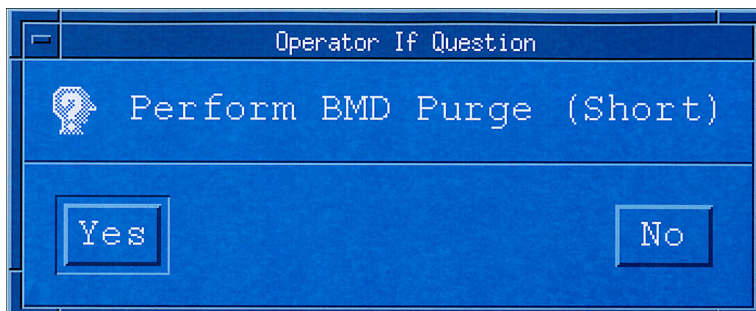 Operator If Question
Perform BMD Purge (Short)
Yes
No